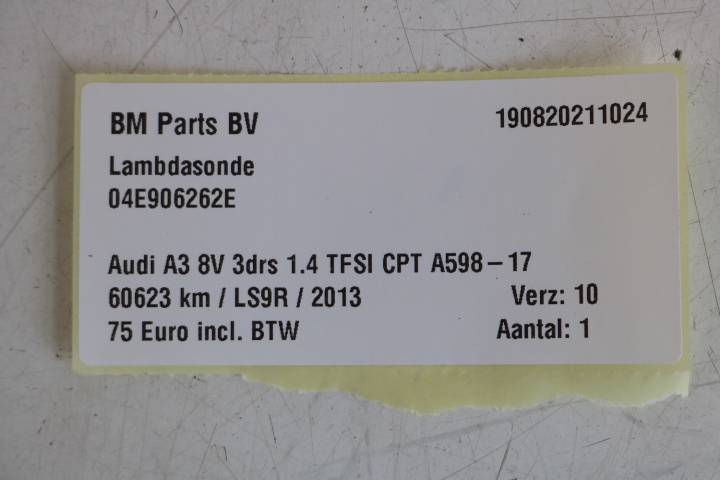 BM Parts BV 190820211024
Lambdasonde
04E906262E
Audi A3 8V 3drs 1.4 TFSI CPT A598-17
60623 km / LS9R / 2013 Verz: 10
75 Euro incl. BTW Aantal: 1